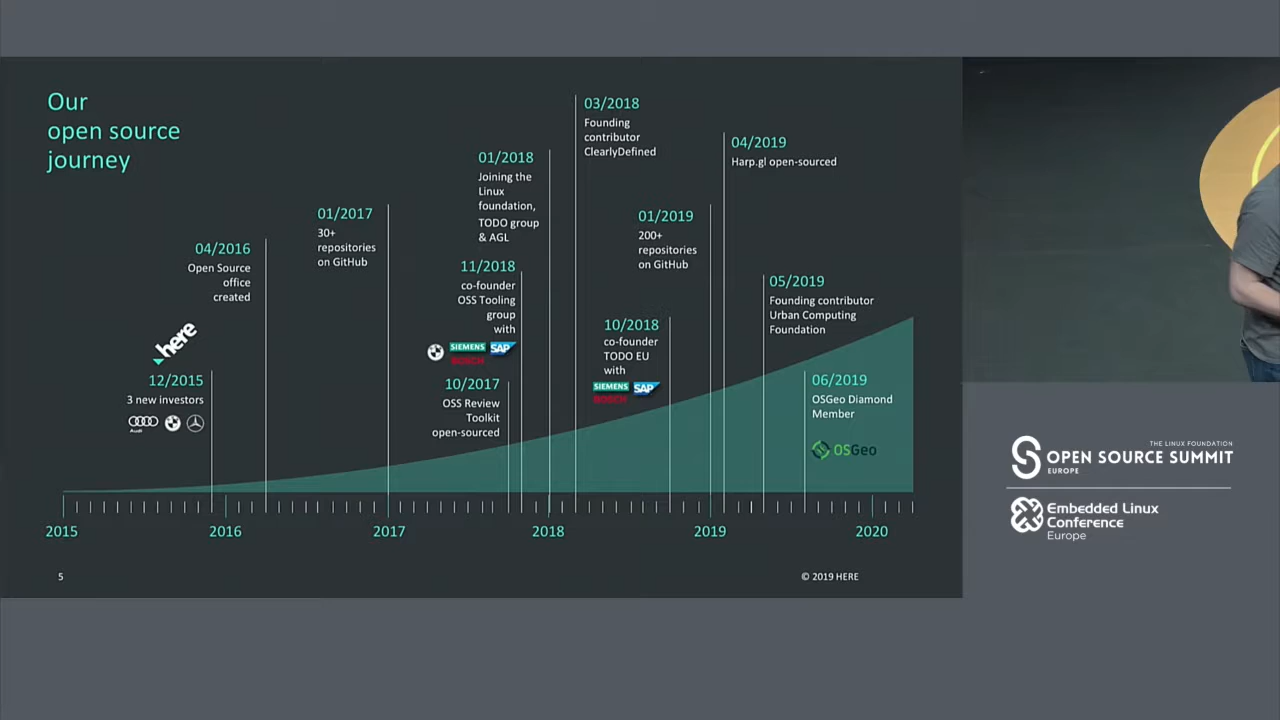 Our
open source
journey
03/2018
Founding
contributor
ClearlyDefined
04/2019
Harp.gl open-sourced
01/2018
Joining the
Linux
foundation,
TODO group
& AGL
01/2017
30+
repositories
on GitHub
01/2019
200+
repositories
on GitHub
04/2016
Open Source
office
created
11/2018
co-founder
OSS Tooling
group
with
SIEMENS
SAP
BOSCH
05/2019
Founding contributor
Urban Computing
Foundation
here
10/2018
co-founder
TODO EU
with
SIEMENS
SAP
BOSCH
12/2015
3 new investors
Audi
10/2017
OSS Review
Toolkit
open-sourced
06/2019
OSGeo Diamond
Member
OSGeo
2015
2016
2017
2018
2019
2020
5
© 2019 HERE
THE LINUX FOUNDATION
OPEN SOURCE SUMMIT
EUROPE
Embedded Linux
Conference
Europe